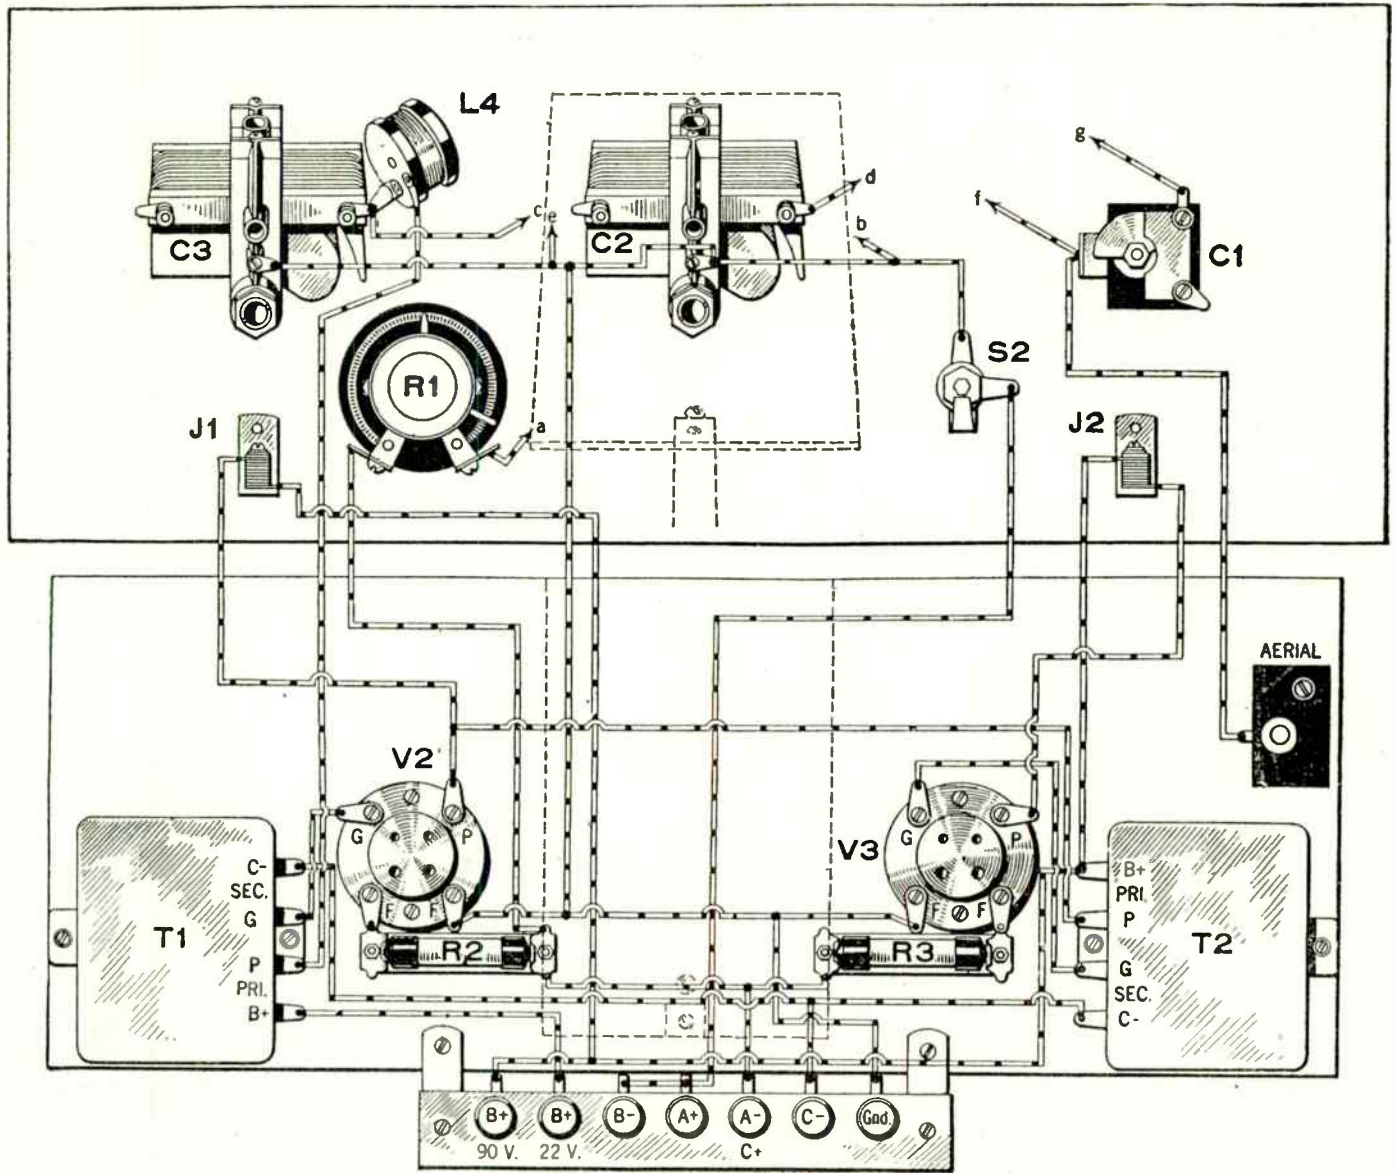 L4
g
d
c
e
f
C3
C2
b
C1
S2
R1
J1
a
J2
AERIAL
V2
G
P
G
P
V3
C-
B+
SEC.
PRI.
G
F
F
F
F
P
T1
R2
R3
T2
P
G
PRI.
SEC.
B+
C-
B+
B+
B-
A+
A-
C-
Gnd.
90 V.
22 V.
C+